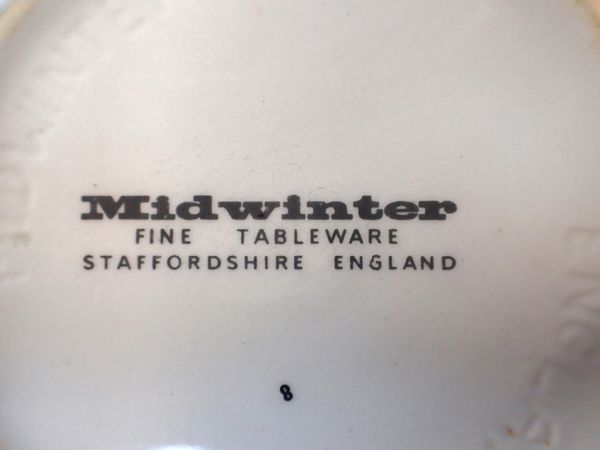 Midwinter
FINE TABLEWARE
STAFFORDSHIRE ENGLAND
8